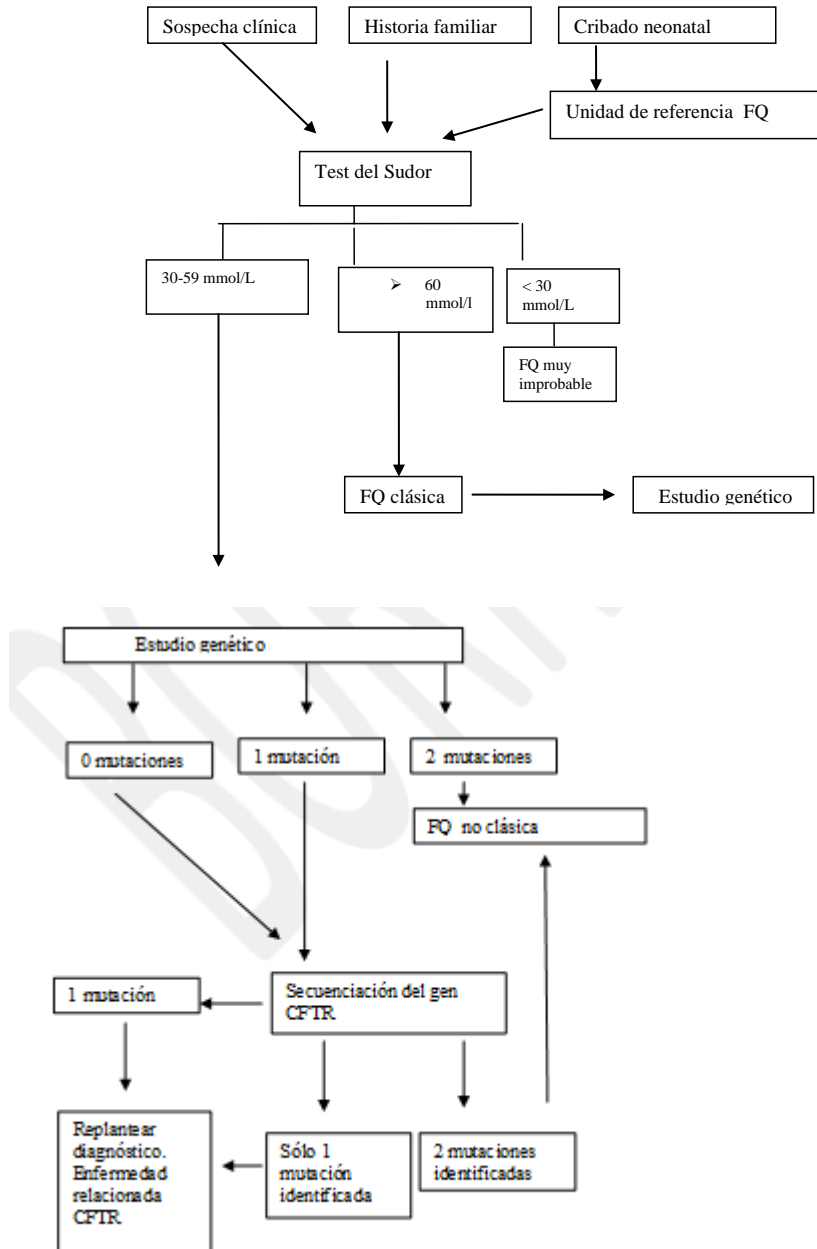 Sospecha clínica
Historia familiar
Cribado neonatal
Unidad de referencia FQ
Test del Sudor
30-59 mmol/L
➢ 60
mmol/l
< 30
mmol/L
FQ muy
improbable
FQ clásica
Estudio genético
Estudio genético
0 mutaciones
1 mutación
2 mutaciones
FQ no clásica
1 mutación
Secuenciación del gen
CFTR
Replantear
diagnóstico.
Enfermedad
relacionada
CFTR
Sólo 1
mutación
identificada
2 mutaciones
identificadas